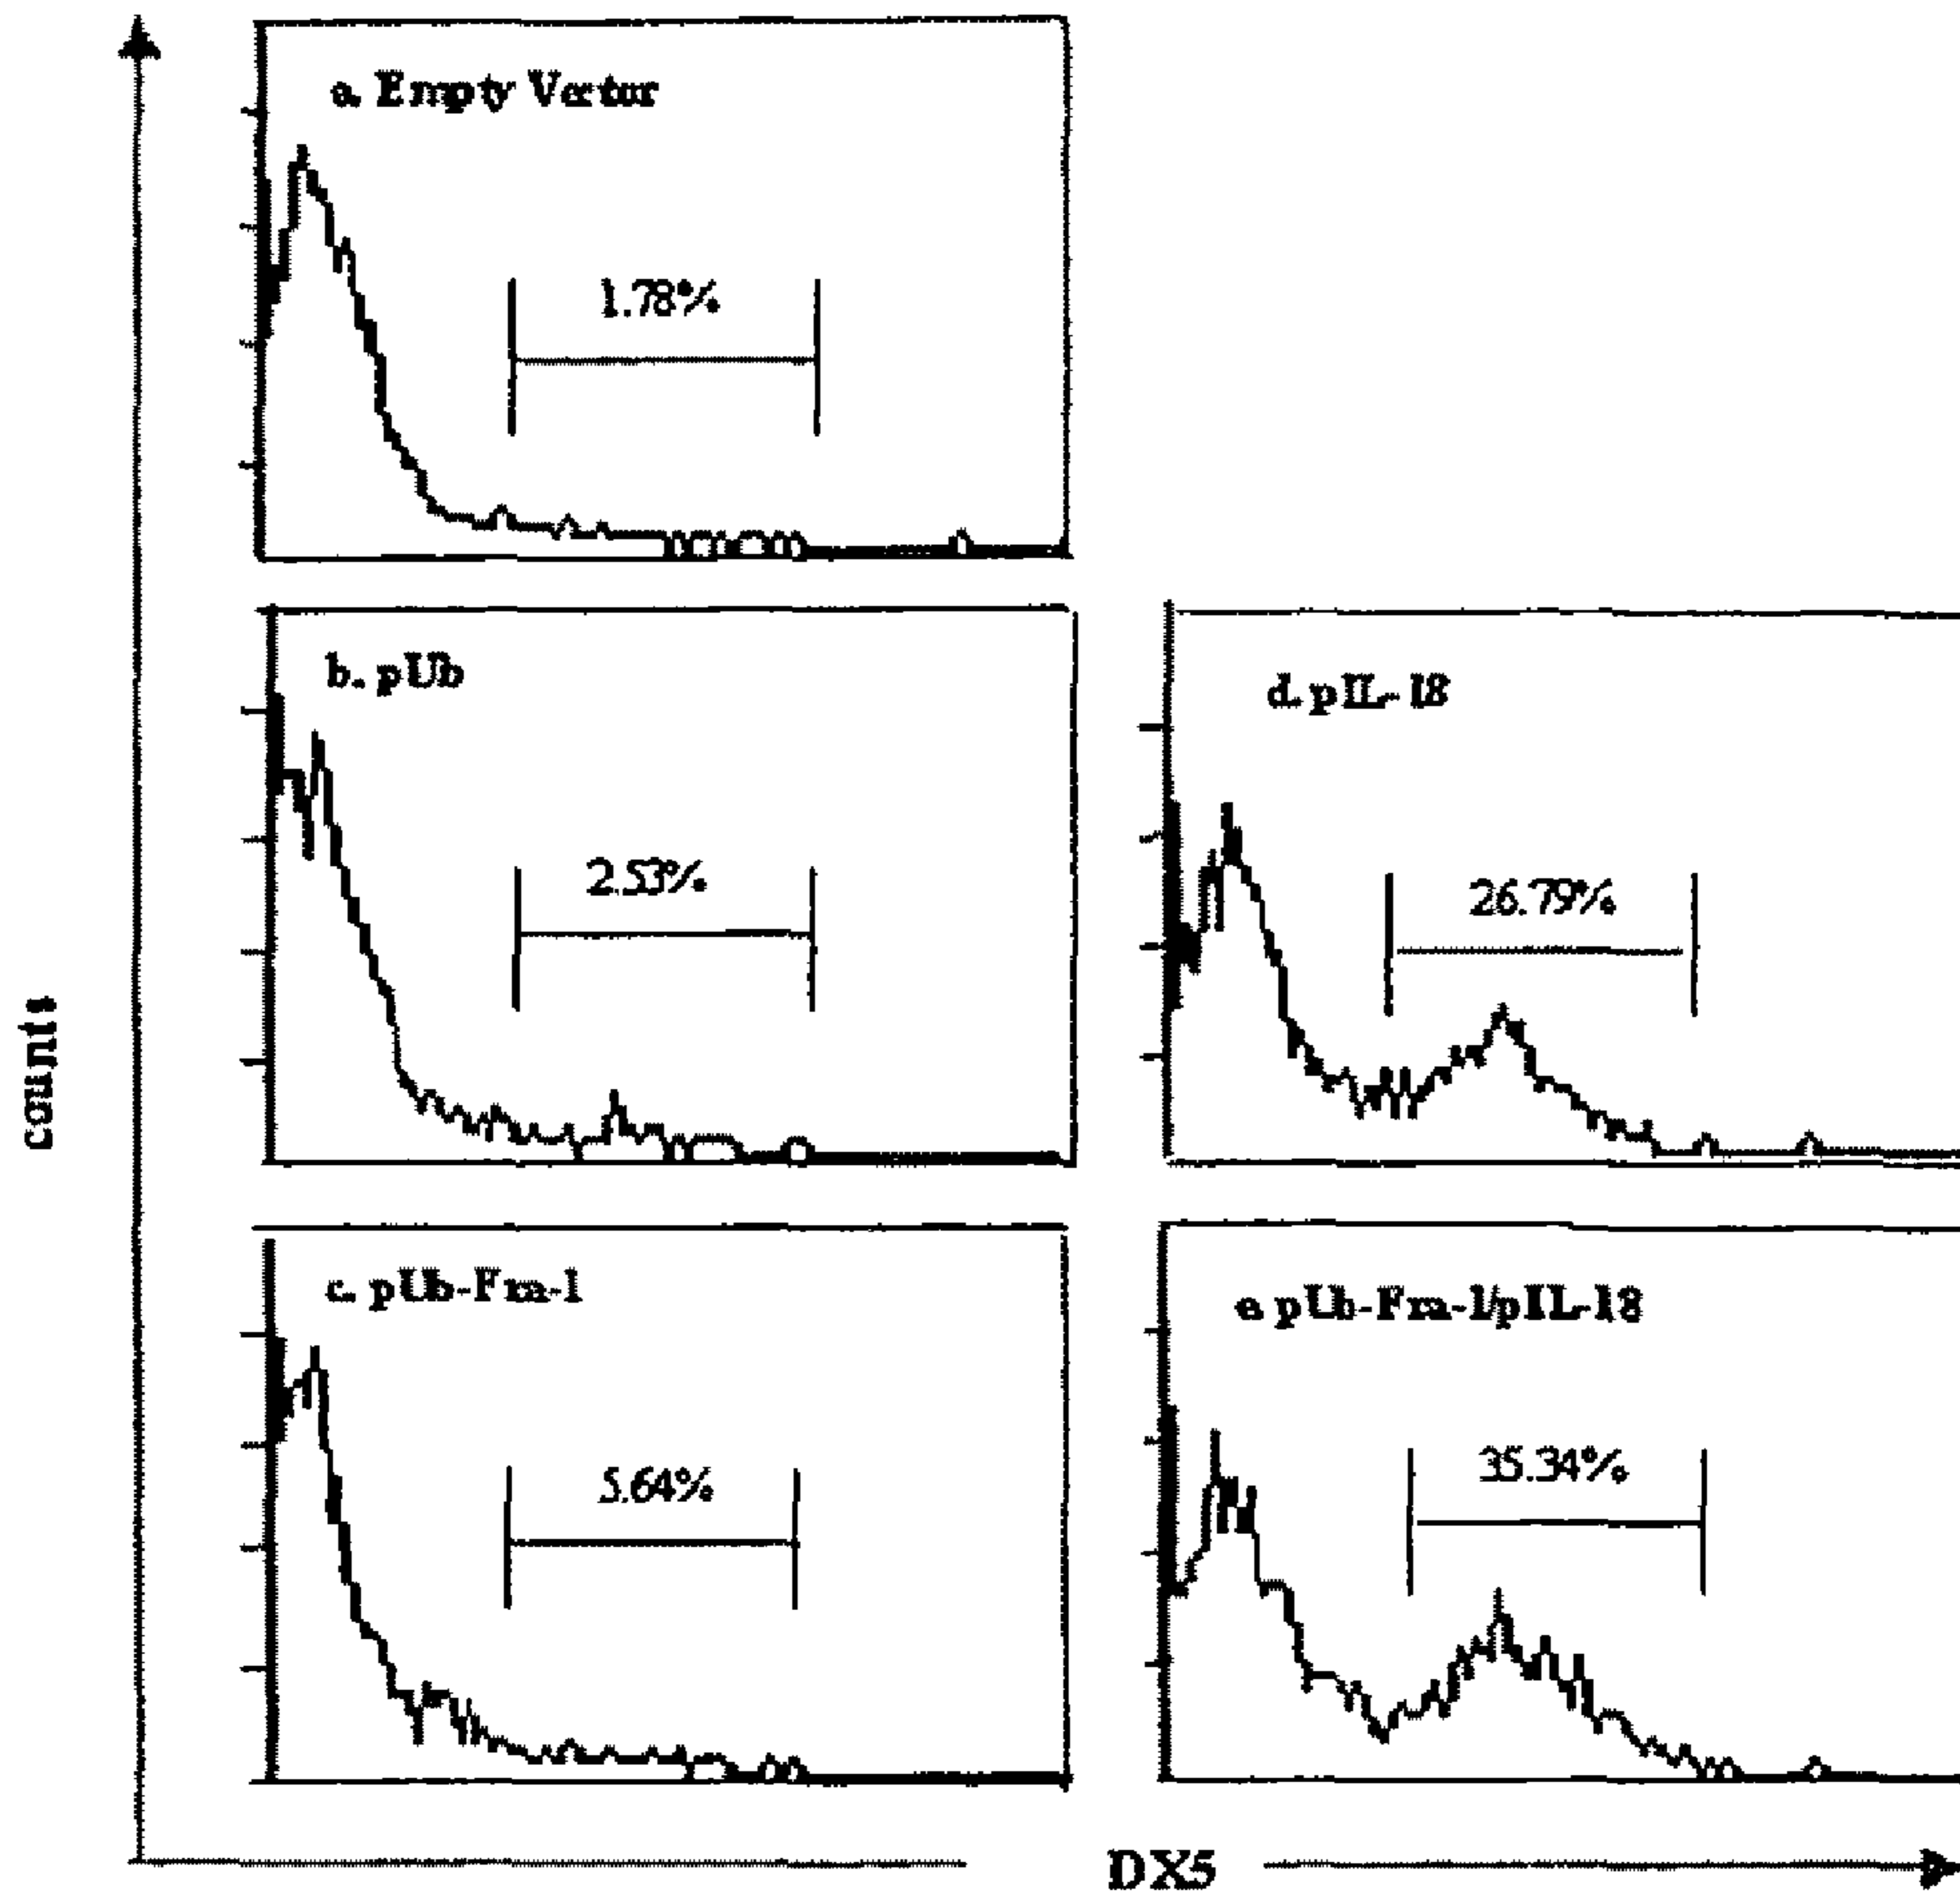 a. Empty Vector
1.78%
b. pUb
2.53%
d. pIL-18
26.79%
c. pUb-Fra-1
5.64%
e. pUb-Fra-1/pIL-18
35.34%
counts
DX5